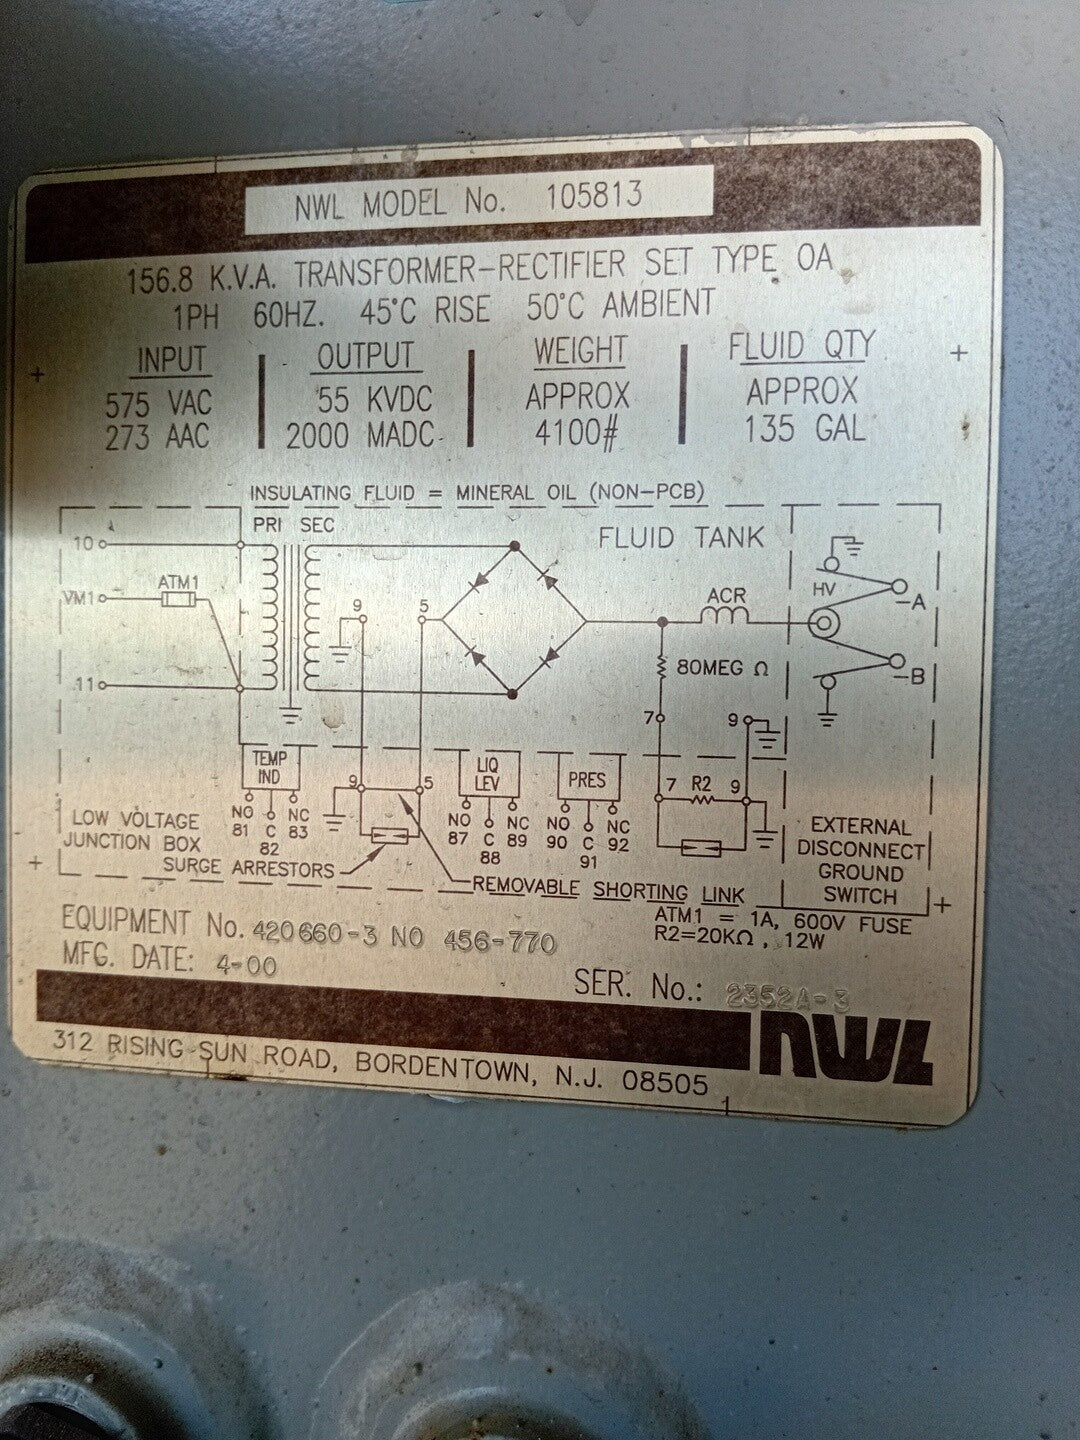 NWL MODEL No. 105813
156.8 K.V.A. TRANSFORMER-RECTIFIER SET TYPE OA
1PH 60HZ. 45°C RISE 50°C AMBIENT
INPUT OUTPUT WEIGHT FLUID QTY
575 VAC 55 KVDC APPROX APPROX
273 AAC 2000 MADC 4100# 135 GAL
INSULATING FLUID = MINERAL OIL (NON-PCB)
PRI SEC FLUID TANK
10
ATM1
VM1
HV
-A
ACR
9 5
80MEG Ω
-B
11
7 9
TEMP IND
LIQ LEV
PRES
9 5
7 R2 9
NO 81 C 82 NC 83
NO 87 C 88 NC 89
NO 90 C 91 NC 92
LOW VOLTAGE
JUNCTION BOX
SURGE ARRESTORS
REMOVABLE SHORTING LINK
EXTERNAL
DISCONNECT
GROUND
SWITCH
ATM1 = 1A, 600V FUSE
R2=20KΩ, 12W
EQUIPMENT No. 420660-3 NO 456-770
MFG. DATE: 4-00
SER. No.: 2352A-3
NWL
312 RISING SUN ROAD, BORDENTOWN, N.J. 08505